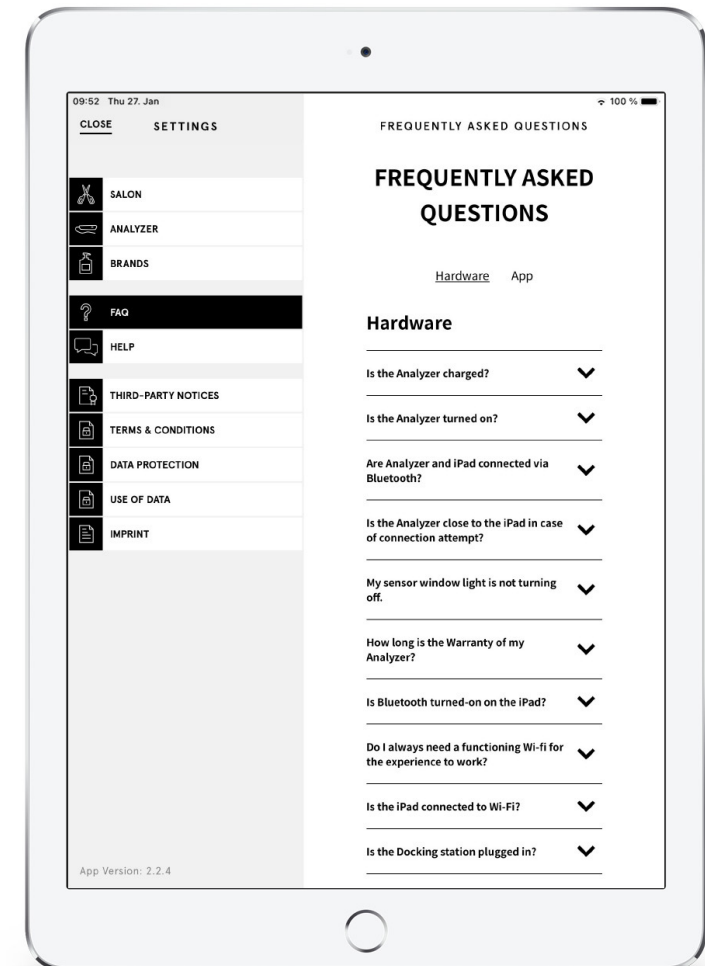 09:52 Thu 27. Jan
100 %
CLOSE
SETTINGS
SALON
ANALYZER
BRANDS
FAQ
HELP
THIRD-PARTY NOTICES
TERMS & CONDITIONS
DATA PROTECTION
USE OF DATA
IMPRINT
App Version: 2.2.4
FREQUENTLY ASKED QUESTIONS
FREQUENTLY ASKED
QUESTIONS
Hardware App
Hardware
Is the Analyzer charged?
Is the Analyzer turned on?
Are Analyzer and iPad connected via
Bluetooth?
Is the Analyzer close to the iPad in case
of connection attempt?
My sensor window light is not turning
off.
How long is the Warranty of my
Analyzer?
Is Bluetooth turned-on on the iPad?
Do I always need a functioning Wi-fi for
the experience to work?
Is the iPad connected to Wi-Fi?
Is the Docking station plugged in?